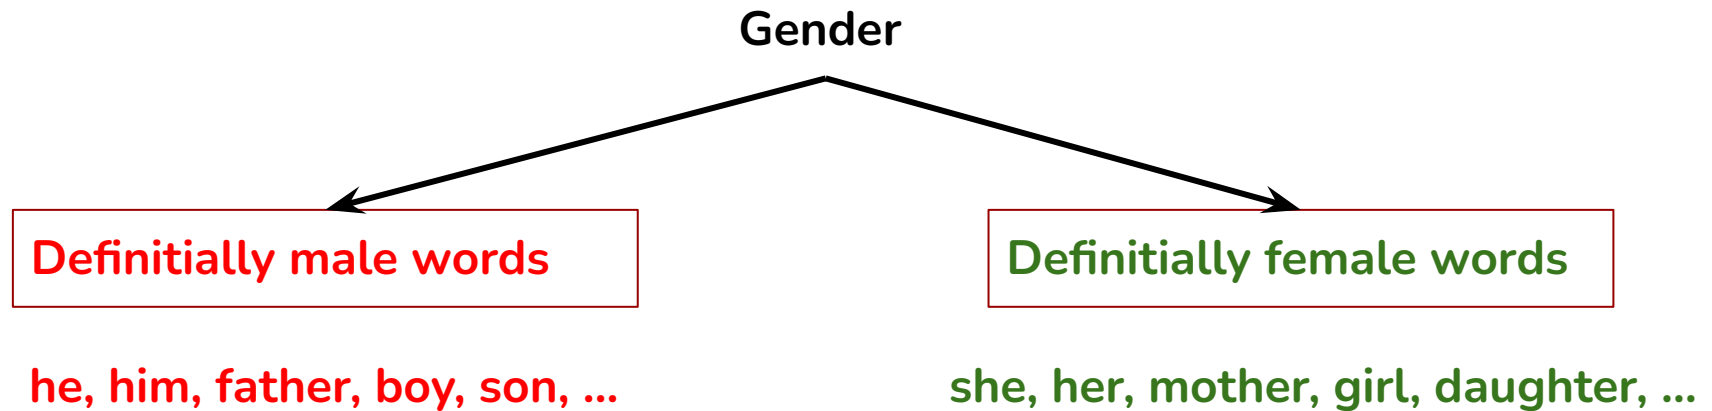 Gender
Definitially male words
Definitially female words
he, him, father, boy, son, ...
she, her, mother, girl, daughter, ...